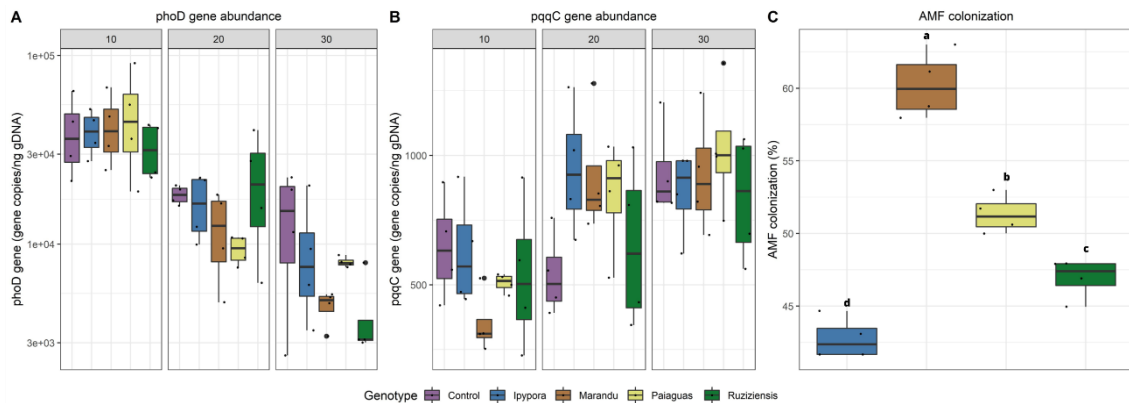 A
phoD gene abundance
10
20
30
1e+05
3e+04
1e+04
3e+03
phoD gene (gene copies/ng gDNA)
B
pqqC gene abundance
10
20
30
1000
500
pqqC gene (gene copies/ng gDNA)
C
AMF colonization
60
55
50
45
AMF colonization (%)
a
b
c
d
Genotype Control Ipypora Marandu Paiaguas Ruziziensis